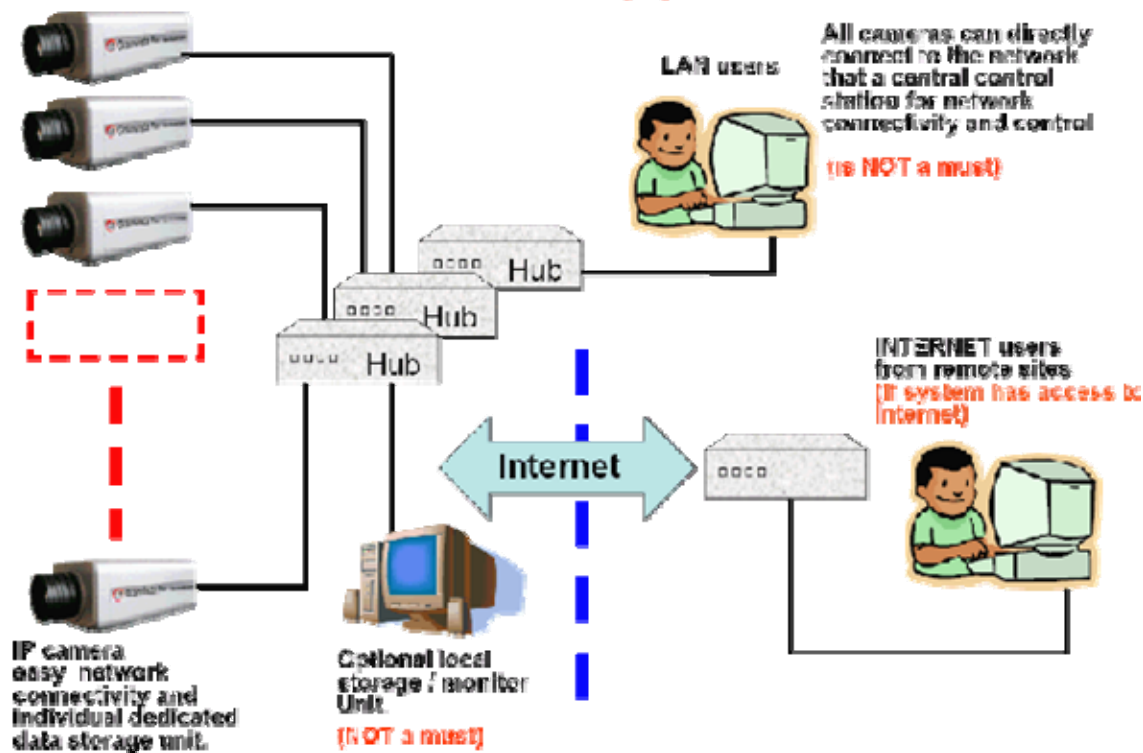 LAN users
All cameras can directly
connect to the network
that a central control
station for network
connectivity and control
(is NOT a must)
Hub
Hub
Hub
INTERNET users
from remote sites
(If system has access to
Internet)
Internet
IP camera
easy network
connectivity and
individual dedicated
data storage unit.
Optional local
storage / moniter
Unit.
(NOT a must)